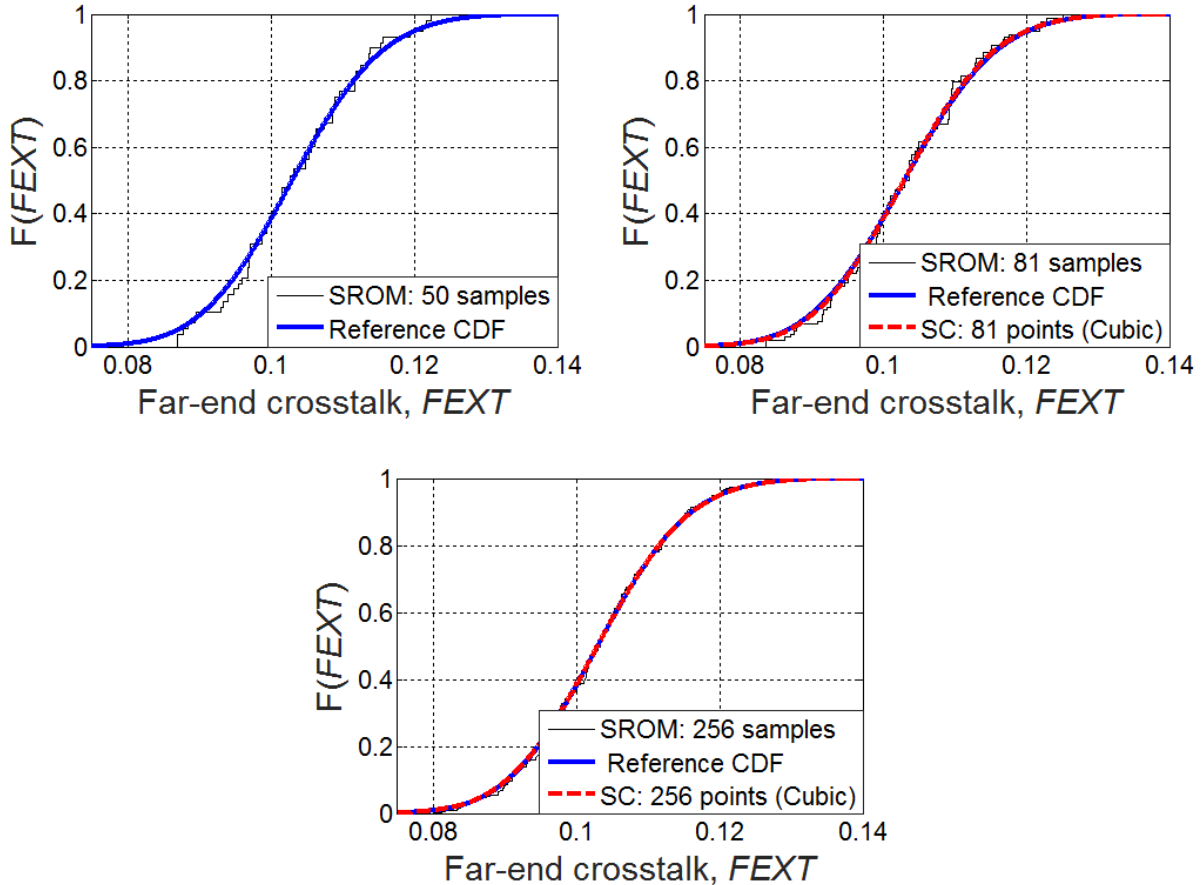 1
0.8
0.6
0.4
0.2
0
F(FEXT)
SROM: 50 samples
Reference CDF
0.08
0.1
0.12
0.14
Far-end crosstalk, FEXT
1
0.8
0.6
0.4
0.2
0
F(FEXT)
SROM: 81 samples
Reference CDF
SC: 81 points (Cubic)
0.08
0.1
0.12
0.14
Far-end crosstalk, FEXT
1
0.8
0.6
0.4
0.2
0
F(FEXT)
SROM: 256 samples
Reference CDF
SC: 256 points (Cubic)
0.08
0.1
0.12
0.14
Far-end crosstalk, FEXT